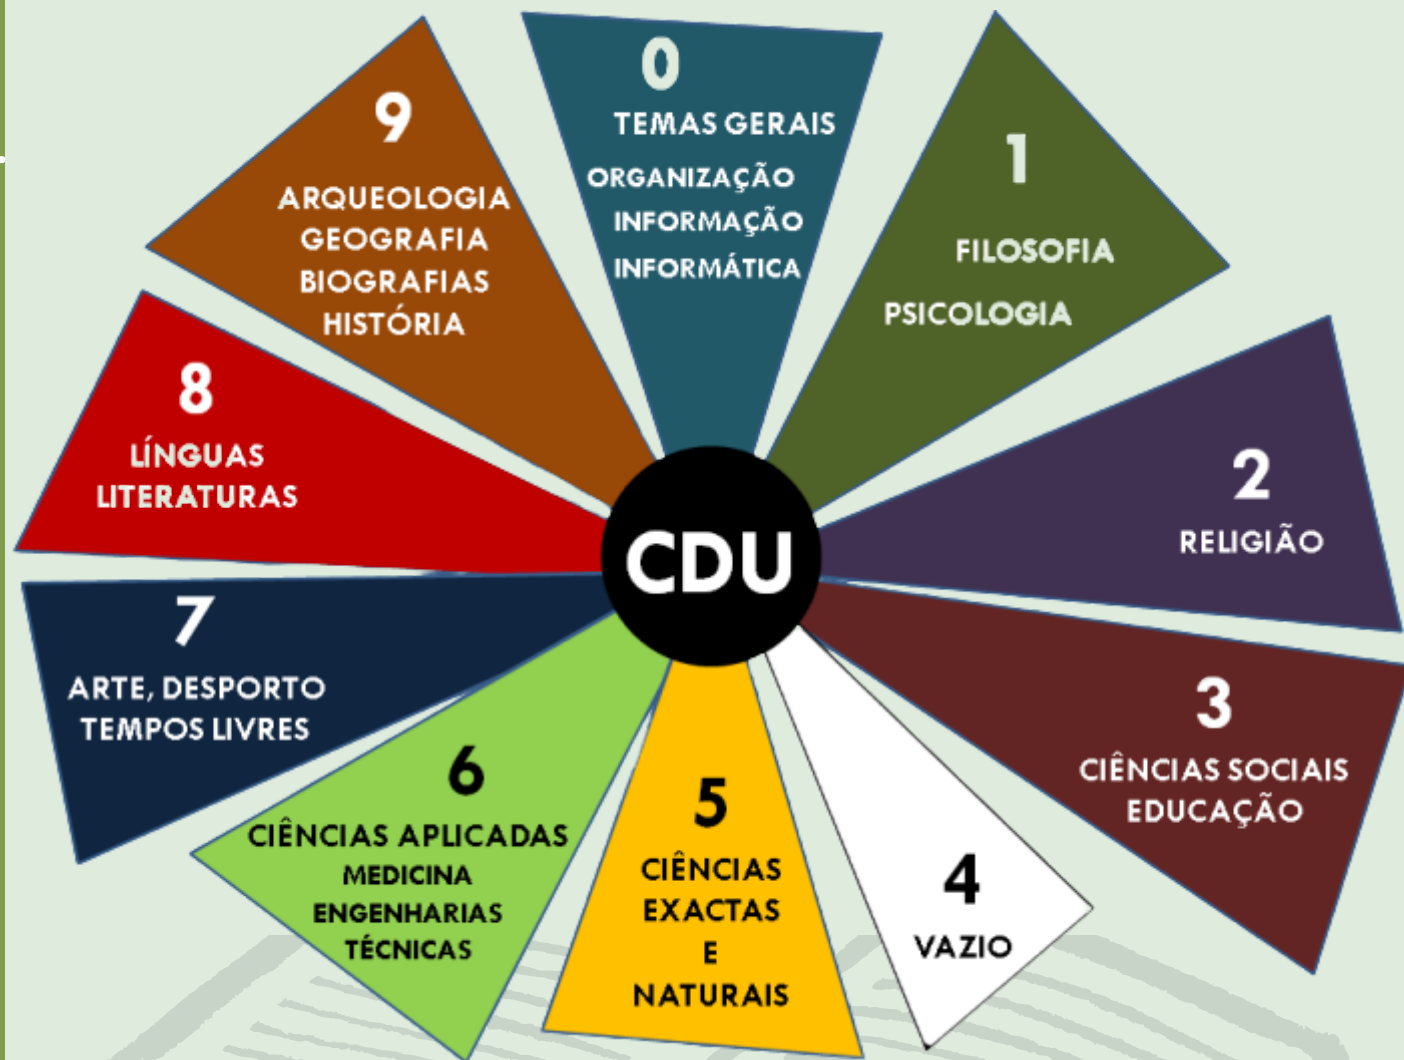 0
TEMAS GERAIS
ORGANIZAÇÃO
INFORMAÇÃO
INFORMÁTICA
1
FILOSOFIA
PSICOLOGIA
2
RELIGIÃO
3
CIÊNCIAS SOCIAIS
EDUCAÇÃO
4
VAZIO
5
CIÊNCIAS
EXACTAS
E
NATURAIS
6
CIÊNCIAS APLICADAS
MEDICINA
ENGENHARIAS
TÉCNICAS
7
ARTE, DESPORTO
TEMPOS LIVRES
8
LÍNGUAS
LITERATURAS
9
ARQUEOLOGIA
GEOGRAFIA
BIOGRAFIAS
HISTÓRIA
CDU